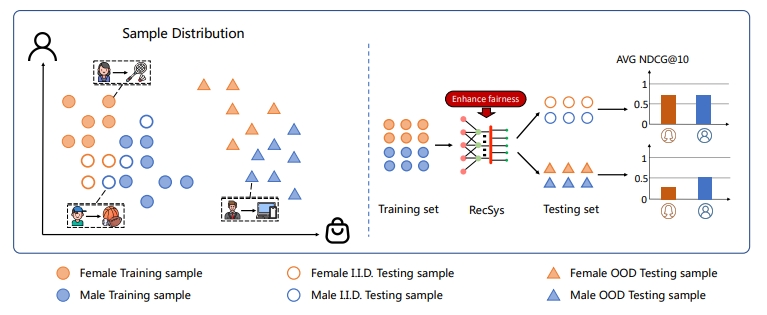 Sample Distribution
AVG NDCG@10
Enhance fairness
1
0.5
0
1
0.5
0
Training set
RecSys
Testing set
Female Training sample
Female I.I.D. Testing sample
Female OOD Testing sample
Male Training sample
Male I.I.D. Testing sample
Male OOD Testing sample